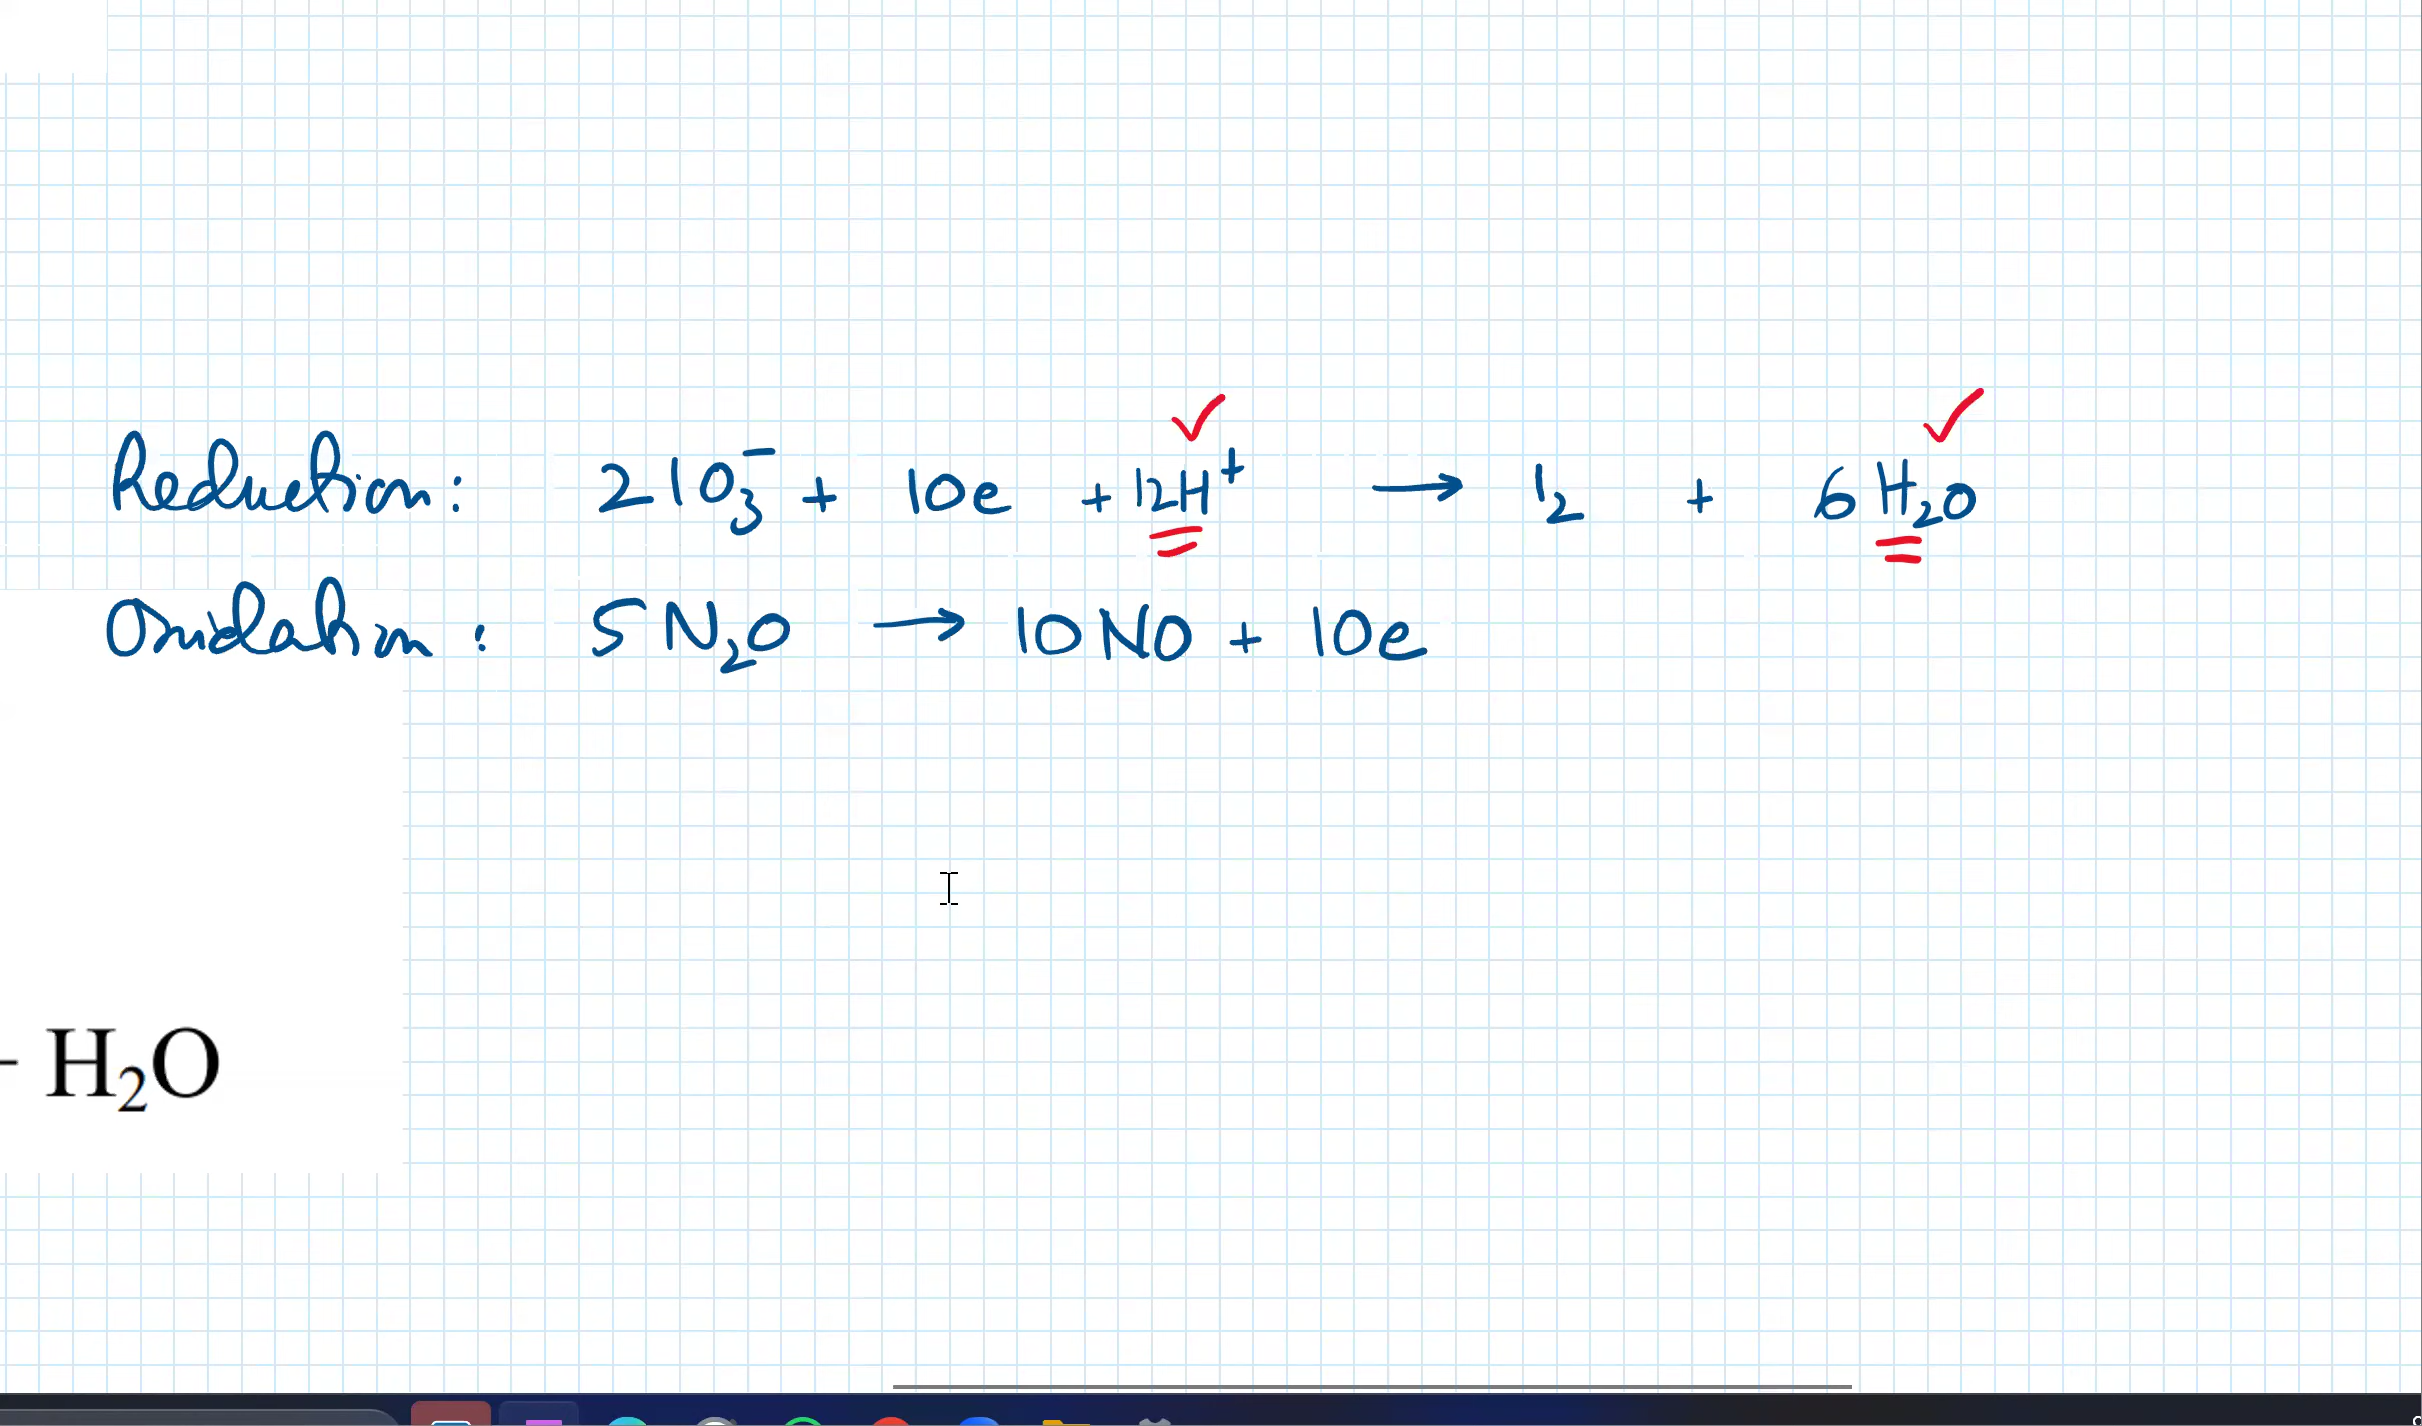 Reduction: 2IO₃⁻ + 10e + 12H⁺ → I₂ + 6H₂O
Oxidation: 5N₂O → 10NO + 10e
- H₂O